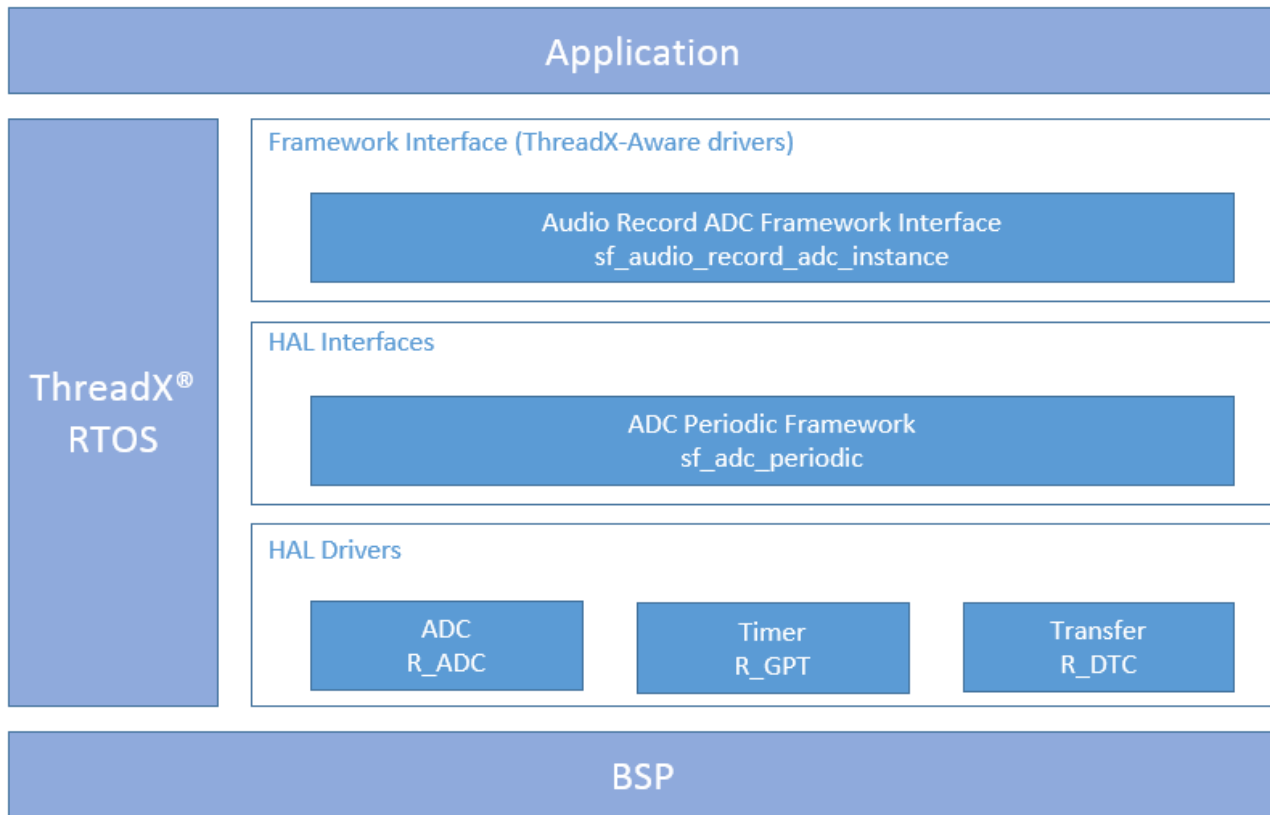 Application
ThreadX®
RTOS
Framework Interface (ThreadX-Aware drivers)
Audio Record ADC Framework Interface
sf_audio_record_adc_instance
HAL Interfaces
ADC Periodic Framework
sf_adc_periodic
HAL Drivers
ADC
R_ADC
Timer
R_GPT
Transfer
R_DTC
BSP